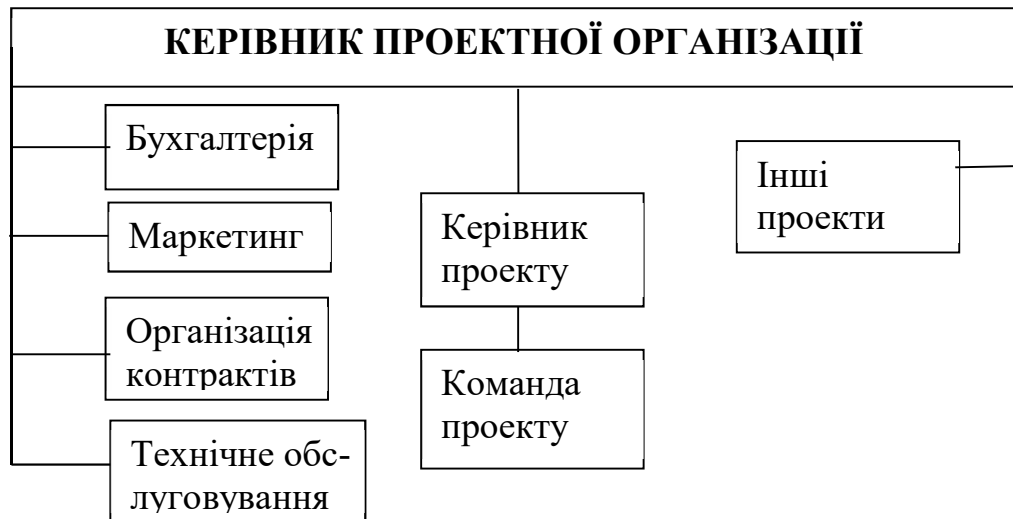 КЕРІВНИК ПРОЕКТНОЇ ОРГАНІЗАЦІЇ
Бухгалтерія
Маркетинг
Організація
контрактів
Технічне обс-
луговування
Керівник
проекту
Команда
проекту
Інші
проекти